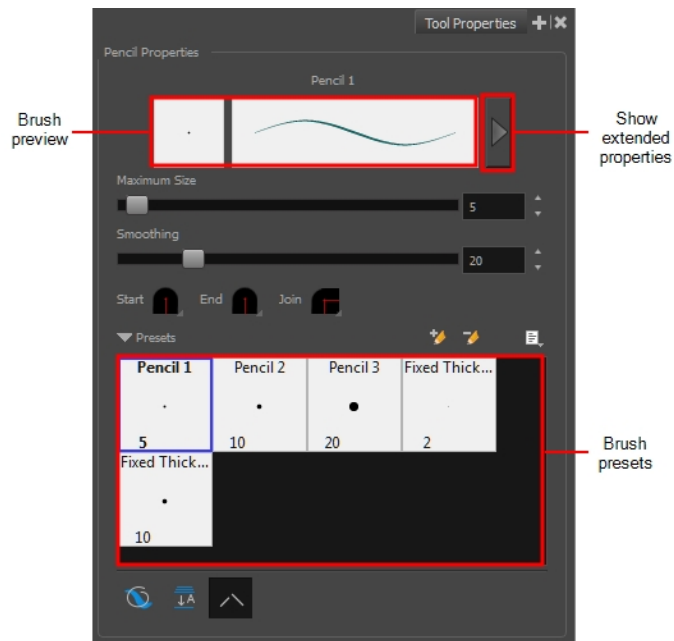 Tool Properties
Pencil Properties
Pencil 1
Brush
preview
Show
extended
properties
Maximum Size
5
Smoothing
20
Start End Join
Presets
Pencil 1 Pencil 2 Pencil 3 Fixed Thick...
5 10 20 2
Fixed Thick...
10
Brush
presets
A